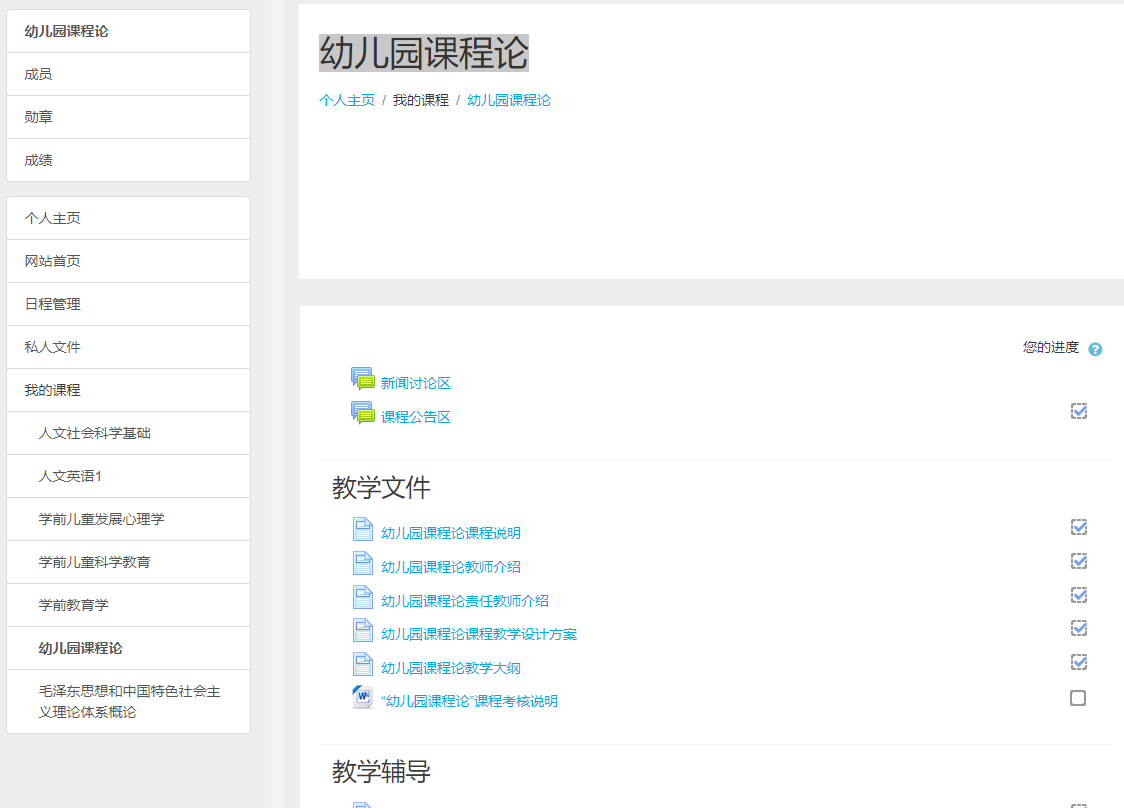 幼儿园课程论
成员
勋章
成绩
个人主页
网站首页
日程管理
私人文件
我的课程
人文社会科学基础
人文英语1
学前儿童发展心理学
学前儿童科学教育
学前教育学
幼儿园课程论
毛泽东思想和中国特色社会主
义理论体系概论
幼儿园课程论
个人主页 / 我的课程 / 幼儿园课程论
您的进度 ?
新闻讨论区
课程公告区
教学文件
幼儿园课程论课程说明
幼儿园课程论教师介绍
幼儿园课程论责任教师介绍
幼儿园课程论课程教学设计方案
幼儿园课程论教学大纲
“幼儿园课程论”课程考核说明
教学辅导